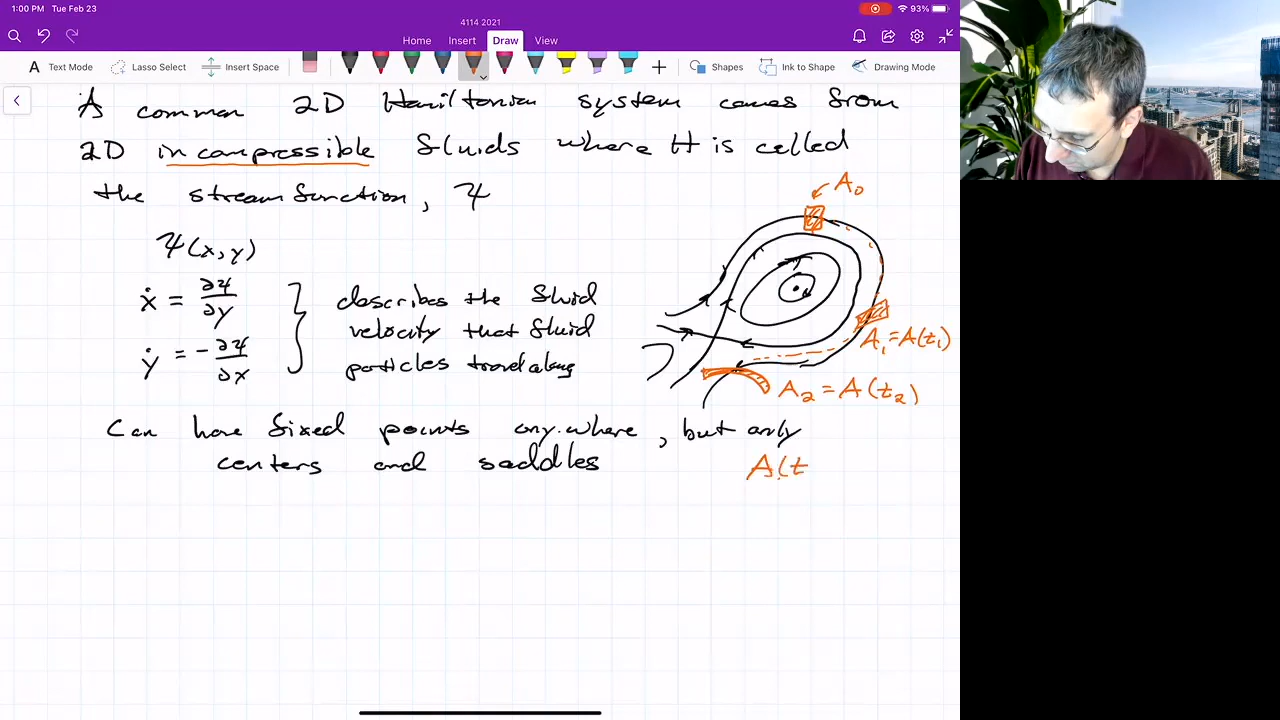 1:00 PM Tue Feb 23
93%
4114 2021
Home Insert Draw View
A Text Mode Lasso Select Insert Space Shapes Ink to Shape Drawing Mode
A common 2D Hamiltonian system comes from
2D incompressible fluids where H is called
the streamfunction, ψ
A₀
ψ(x,y)
ẋ = ∂ψ/∂y
ẏ = -∂ψ/∂x
describes the fluid
velocity that fluid
particles travel along
A₁ = A(t₁)
A₂ = A(t₂)
Can have fixed points anywhere, but only
centers and saddles
A(t